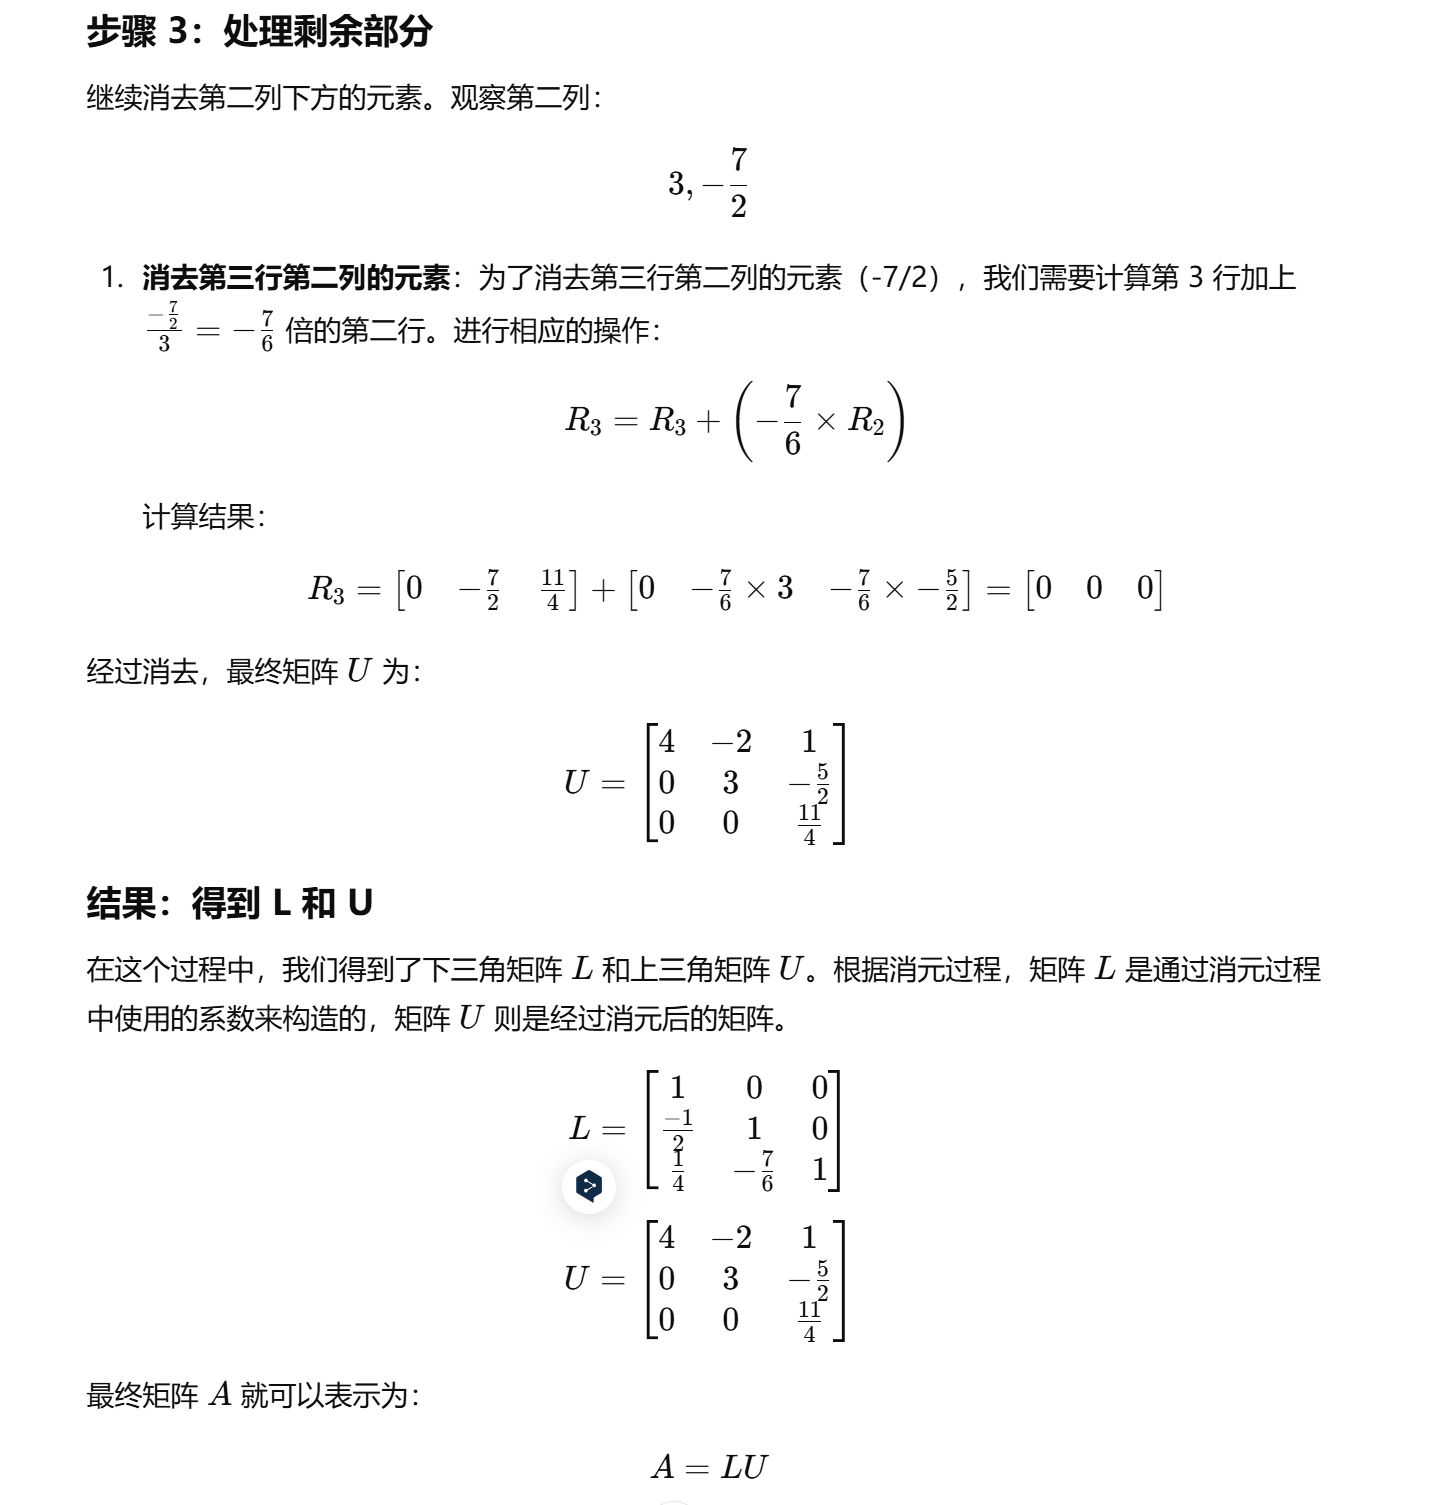 步骤 3：处理剩余部分
继续消去第二列下方的元素。观察第二列：
3, -\frac{7}{2}
1. 消去第三行第二列的元素：为了消去第三行第二列的元素（-7/2），我们需要计算第 3 行加上
\frac{-\frac{7}{2}}{3} = -\frac{7}{6} 倍的第二行。进行相应的操作：
R_3 = R_3 + \left( -\frac{7}{6} \times R_2 \right)
计算结果：
R_3 = \begin{bmatrix} 0 & -\frac{7}{2} & \frac{11}{4} \end{bmatrix} + \begin{bmatrix} 0 & -\frac{7}{6} \times 3 & -\frac{7}{6} \times -\frac{5}{2} \end{bmatrix} = \begin{bmatrix} 0 & 0 & 0 \end{bmatrix}
经过消去，最终矩阵 U 为：
U = \begin{bmatrix} 4 & -2 & 1 \\ 0 & 3 & -\frac{5}{2} \\ 0 & 0 & \frac{11}{4} \end{bmatrix}
结果：得到 L 和 U
在这个过程中，我们得到了下三角矩阵 L 和上三角矩阵 U。根据消元过程，矩阵 L 是通过消元过程
中使用的系数来构造的，矩阵 U 则是经过消元后的矩阵。
L = \begin{bmatrix} 1 & 0 & 0 \\ \frac{-1}{2} & 1 & 0 \\ \frac{1}{4} & -\frac{7}{6} & 1 \end{bmatrix}
U = \begin{bmatrix} 4 & -2 & 1 \\ 0 & 3 & -\frac{5}{2} \\ 0 & 0 & \frac{11}{4} \end{bmatrix}
最终矩阵 A 就可以表示为：
A = LU